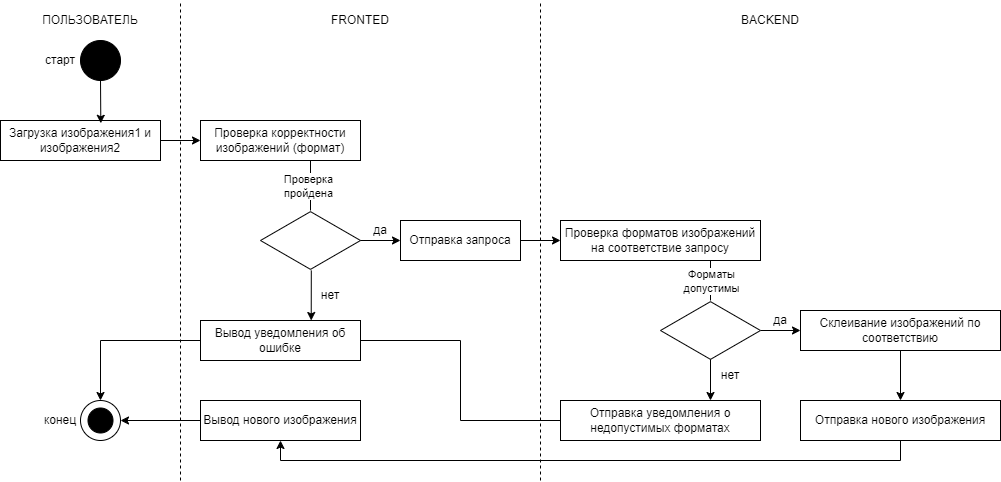 ПОЛЬЗОВАТЕЛЬ
FRONTED
BACKEND
старт
Загрузка изображения1 и
изображения2
Проверка корректности
изображений (формат)
Проверка
пройдена
да
Отправка запроса
Проверка форматов изображений
на соответствие запросу
Форматы
допустимы
нет
да
Склеивание изображений по
соответствию
Вывод уведомления об
ошибке
нет
конец
Вывод нового изображения
Отправка уведомления о
недопустимых форматах
Отправка нового изображения